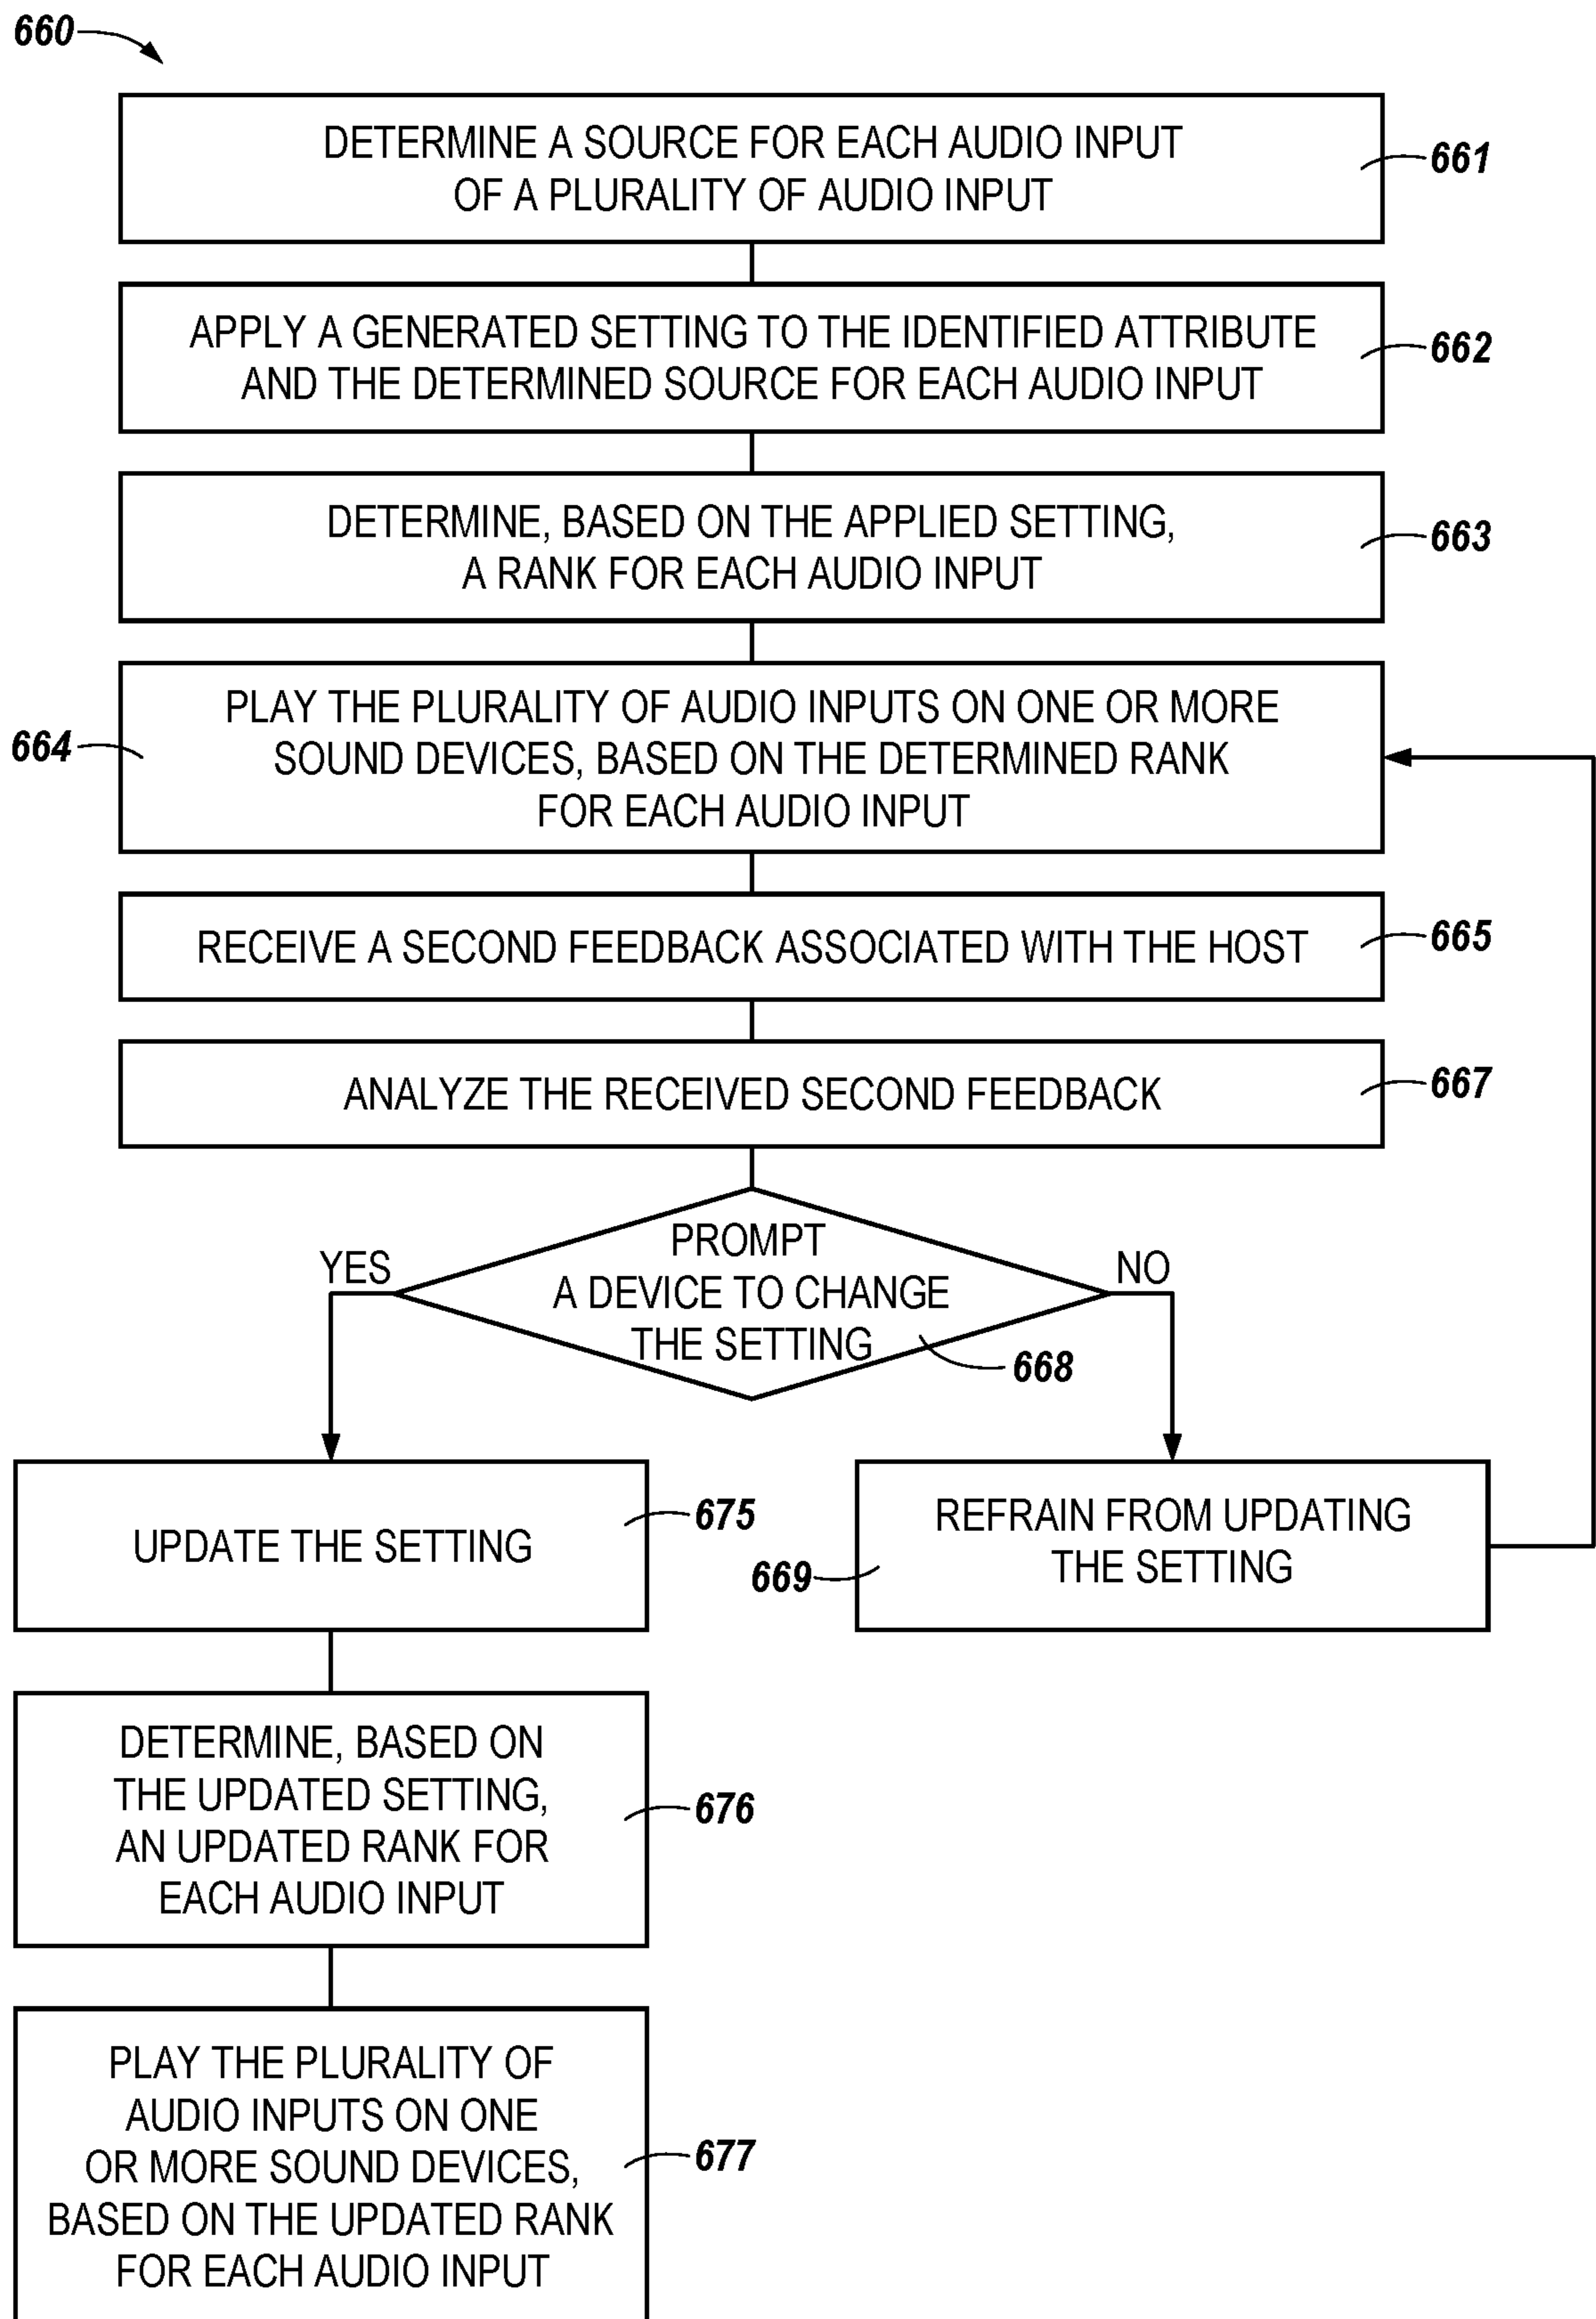 660
DETERMINE A SOURCE FOR EACH AUDIO INPUT
OF A PLURALITY OF AUDIO INPUT
661
APPLY A GENERATED SETTING TO THE IDENTIFIED ATTRIBUTE
AND THE DETERMINED SOURCE FOR EACH AUDIO INPUT
662
DETERMINE, BASED ON THE APPLIED SETTING,
A RANK FOR EACH AUDIO INPUT
663
PLAY THE PLURALITY OF AUDIO INPUTS ON ONE OR MORE
SOUND DEVICES, BASED ON THE DETERMINED RANK
FOR EACH AUDIO INPUT
664
RECEIVE A SECOND FEEDBACK ASSOCIATED WITH THE HOST
665
ANALYZE THE RECEIVED SECOND FEEDBACK
667
PROMPT
A DEVICE TO CHANGE
THE SETTING
668
YES
NO
UPDATE THE SETTING
675
REFRAIN FROM UPDATING
THE SETTING
669
DETERMINE, BASED ON
THE UPDATED SETTING,
AN UPDATED RANK FOR
EACH AUDIO INPUT
676
PLAY THE PLURALITY OF
AUDIO INPUTS ON ONE
OR MORE SOUND DEVICES,
BASED ON THE UPDATED RANK
FOR EACH AUDIO INPUT
677